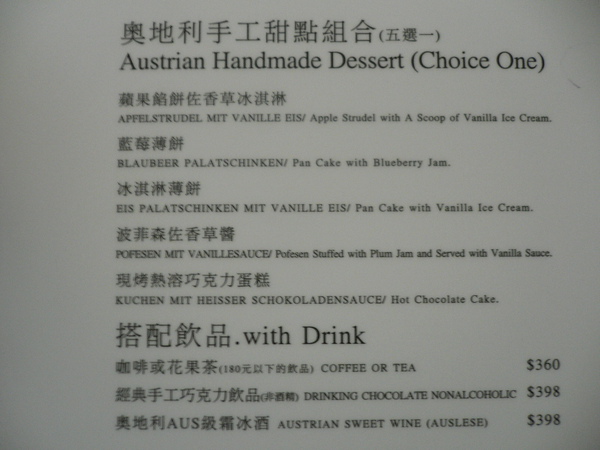 奧地利手工甜點組合(五選一)
Austrian Handmade Dessert (Choice One)
蘋果餡餅佐香草冰淇淋
APFELSTRUDEL MIT VANILLE EIS/ Apple Strudel with A Scoop of Vanilla Ice Cream.
藍莓薄餅
BLAUBEER PALATSCHINKEN/ Pan Cake with Blueberry Jam.
冰淇淋薄餅
EIS PALATSCHINKEN MIT VANILLE EIS/ Pan Cake with Vanilla Ice Cream.
波菲森佐香草醬
POFESEN MIT VANILLESAUCE/ Pofesen Stuffed with Plum Jam and Served with Vanilla Sauce.
現烤熱溶巧克力蛋糕
KUCHEN MIT HEISSER SCHOKOLADENSAUCE/ Hot Chocolate Cake.
搭配飲品.with Drink
咖啡或花果茶(180元以下的飲品) COFFEE OR TEA $360
經典手工巧克力飲品(非酒精) DRINKING CHOCOLATE NONALCOHOLIC $398
奧地利AUS級霜冰酒 AUSTRIAN SWEET WINE (AUSLESE) $398